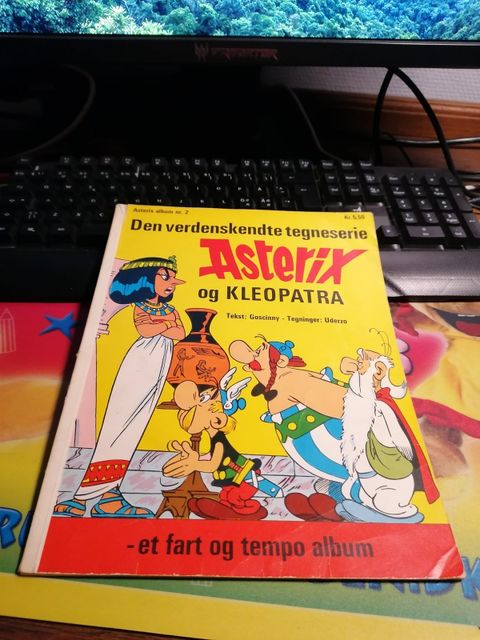 Asterix album nr. 2
Kr. 5,50
Den verdenskendte tegneserie
Asterix
og KLEOPATRA
Tekst: Goscinny - Tegninger: Uderzo
- et fart og tempo album